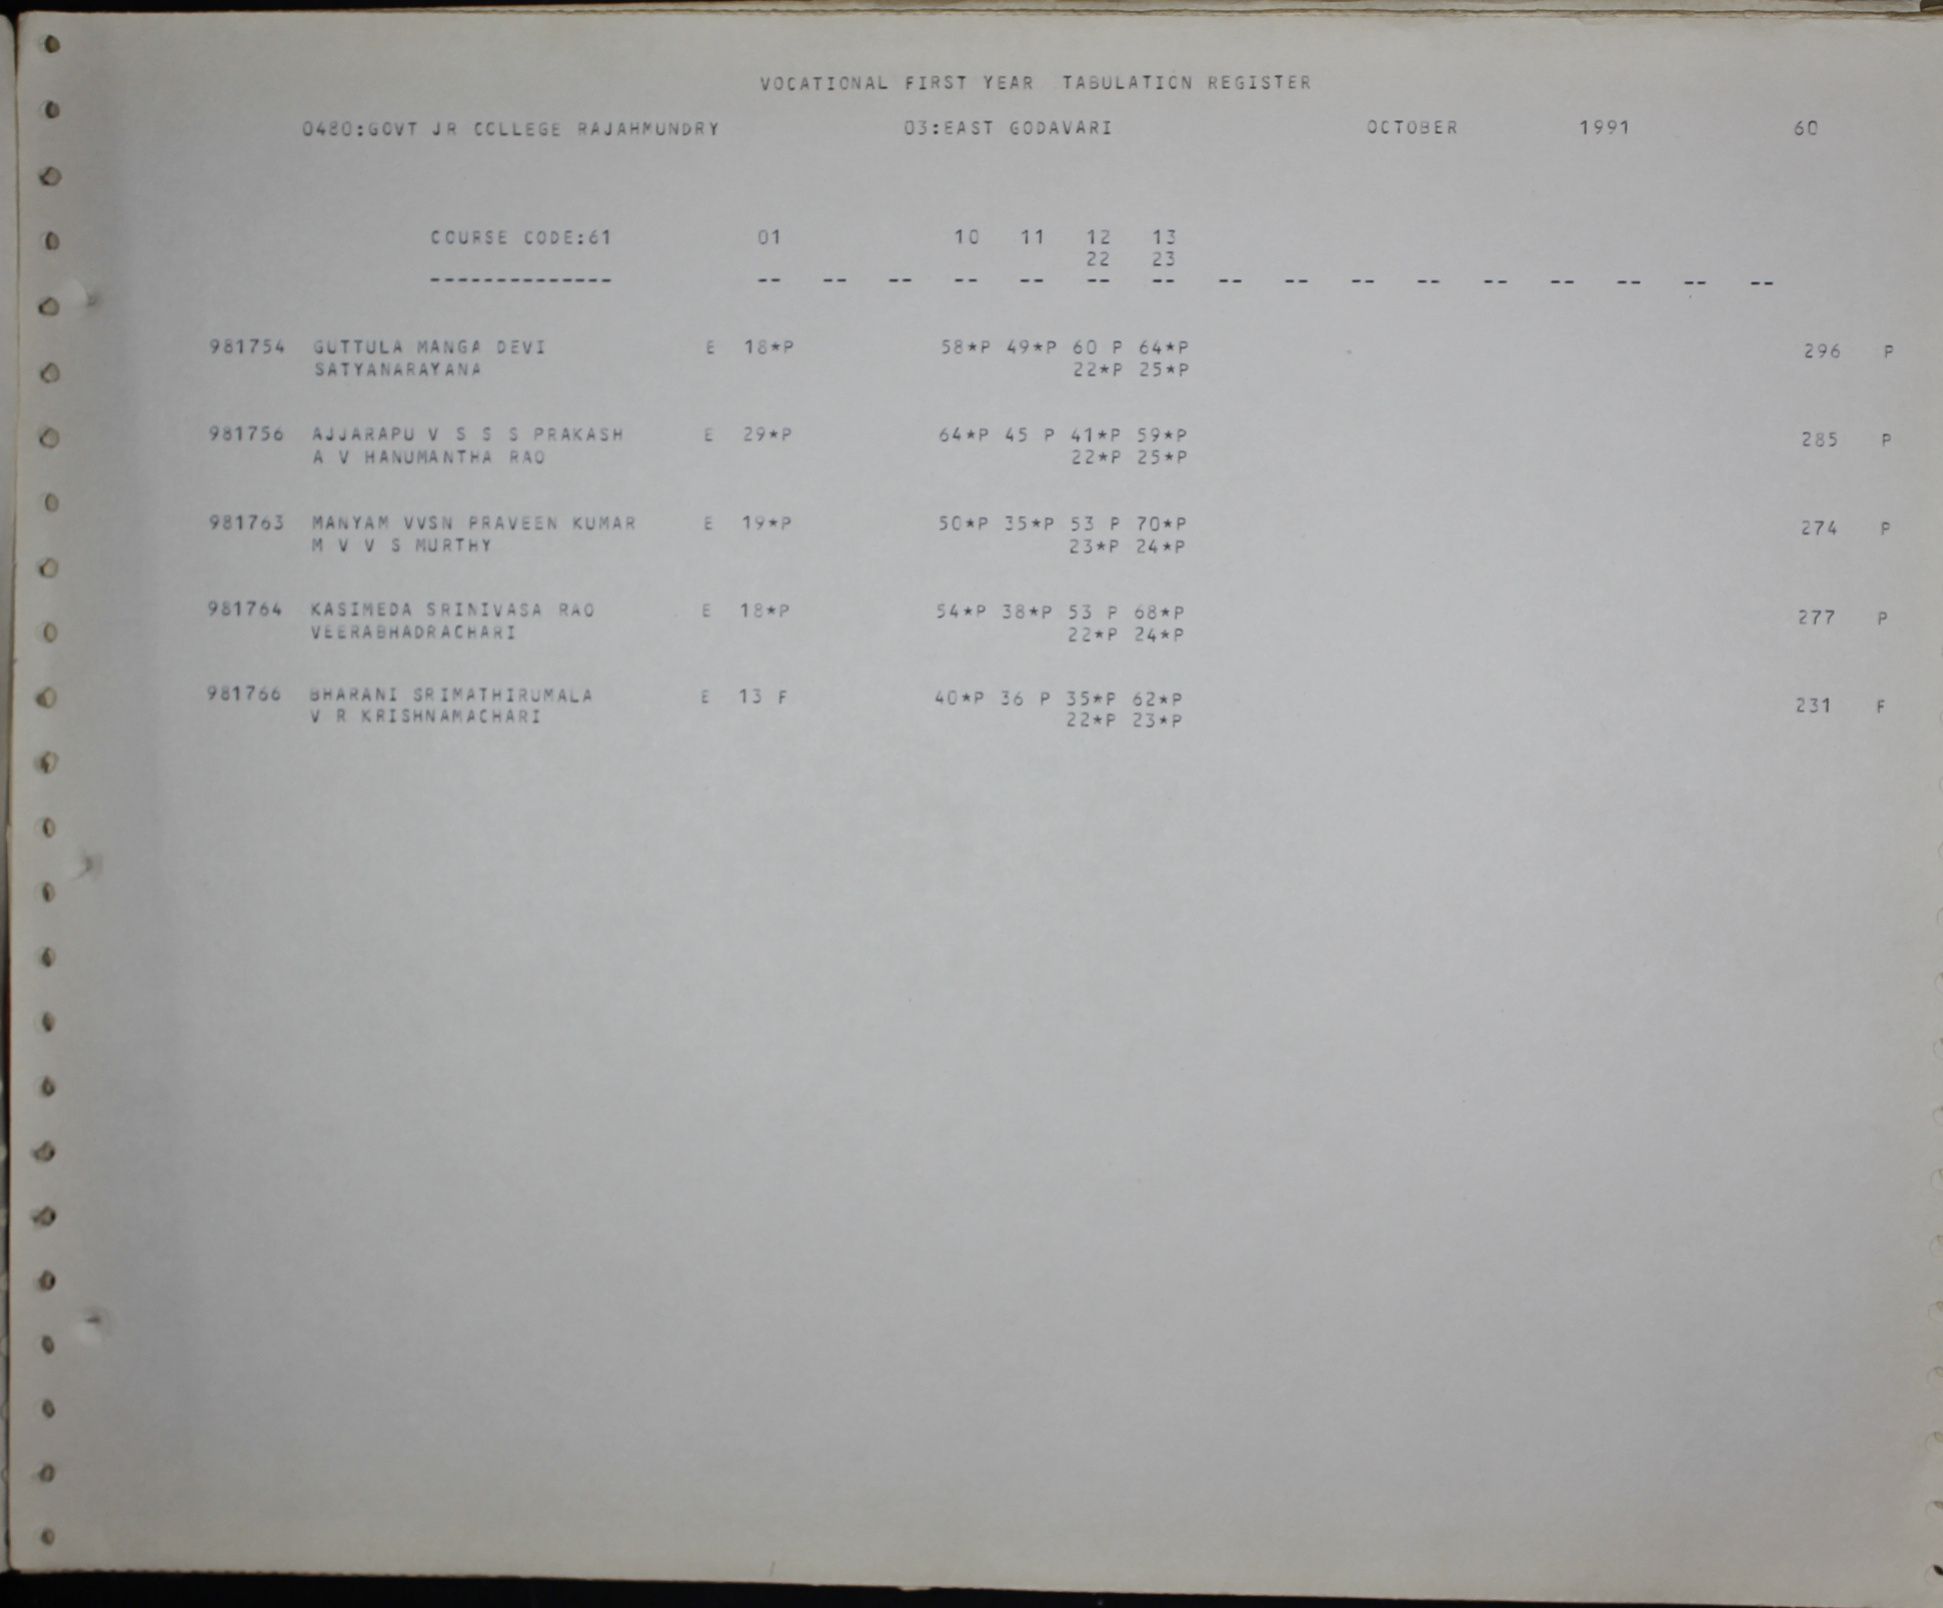 VOCATIONAL FIRST YEAR TABULATION REGISTER
0480:GOVT JR COLLEGE RAJAHMUNDRY 03:EAST GODAVARI OCTOBER 1991 60
COURSE CODE:61 01 10 11 12 13
22 23
-------------- -- -- -- -- -- -- -- -- -- -- -- -- -- -- -- --
981754 GUTTULA MANGA DEVI E 18*P 58*P 49*P 60 P 64*P 296 P
SATYANARAYANA 22*P 25*P
981756 AJJARAPU V S S S PRAKASH E 29*P 64*P 45 P 41*P 59*P 285 P
A V HANUMANTHA RAO 22*P 25*P
981763 MANYAM VVSN PRAVEEN KUMAR E 19*P 50*P 35*P 53 P 70*P 274 P
M V V S MURTHY 23*P 24*P
981764 KASIMEDA SRINIVASA RAO E 18*P 54*P 38*P 53 P 68*P 277 P
VEERABHADRACHARI 22*P 24*P
981766 BHARANI SRIMATHIRUMALA E 13 F 40*P 36 P 35*P 62*P 231 F
V R KRISHNAMACHARI 22*P 23*P